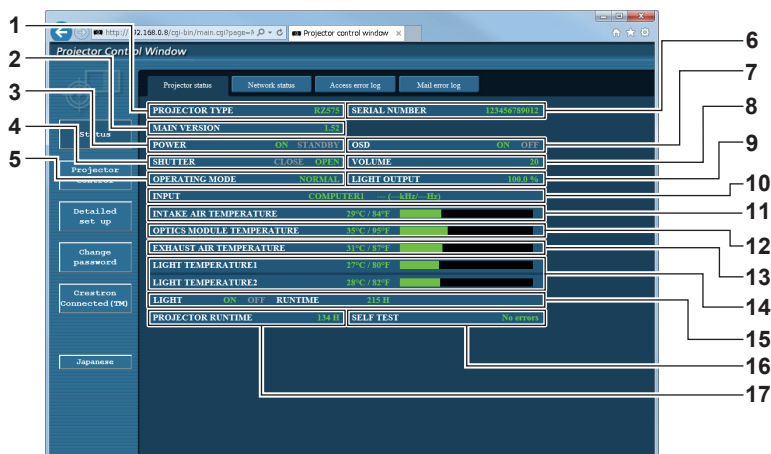 http://192.168.0.8/cgi-bin/main.cgi?page=
Projector control window
Projector Control Window
Projector status
Network status
Access error log
Mail error log
PROJECTOR TYPE RZ575
SERIAL NUMBER 123456789012
MAIN VERSION 1.52
POWER ON STANDBY
OSD ON OFF
SHUTTER CLOSE OPEN
VOLUME 20
OPERATING MODE NORMAL
LIGHT OUTPUT 100.0 %
INPUT COMPUTER1 --- (---kHz/---Hz)
INTAKE AIR TEMPERATURE 29°C / 84°F
OPTICS MODULE TEMPERATURE 35°C / 95°F
EXHAUST AIR TEMPERATURE 31°C / 87°F
LIGHT TEMPERATURE1 27°C / 80°F
LIGHT TEMPERATURE2 28°C / 82°F
LIGHT ON OFF RUNTIME 215 H
PROJECTOR RUNTIME 134 H
SELF TEST No errors
Status
Projector
control
Detailed
set up
Change
password
Crestron
Connected(TM)
Japanese
1
2
3
4
5
6
7
8
9
10
11
12
13
14
15
16
17